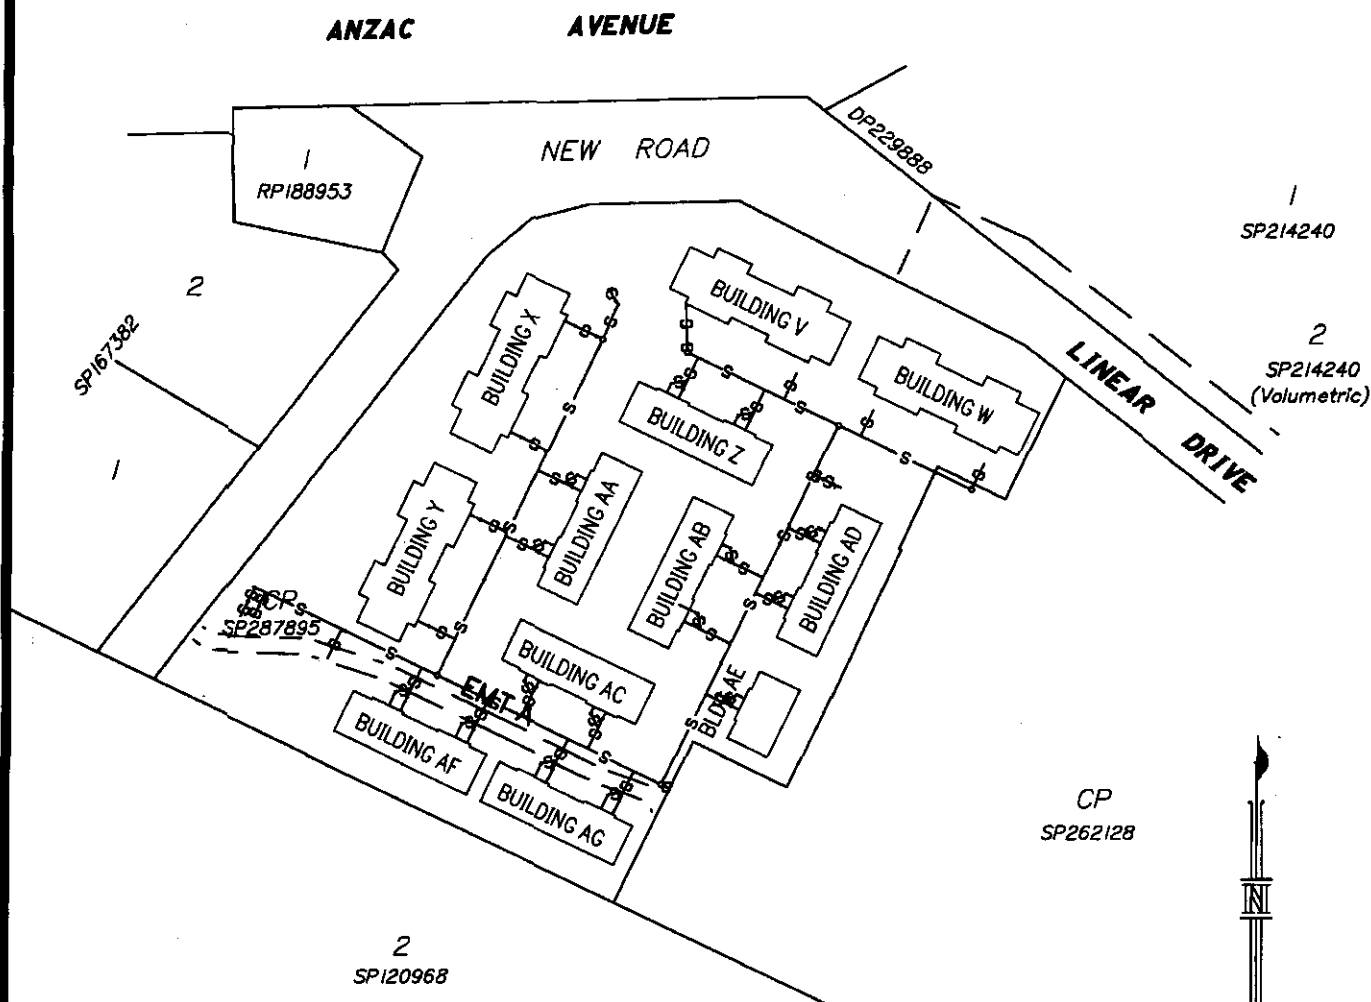 ANZAC AVENUE
NEW ROAD
DP229888
1
RP188953
1
SP214240
2
SP167382
1
2
SP214240
(Volumetric)
LINEAR DRIVE
BUILDING V
BUILDING X
BUILDING W
BUILDING Z
BUILDING AA
BUILDING Y
BUILDING AB
BUILDING AD
CP
SP287895
BUILDING AC
BLDG AE
EMT A
BUILDING AF
BUILDING AG
CP
SP262128
N
2
SP120968